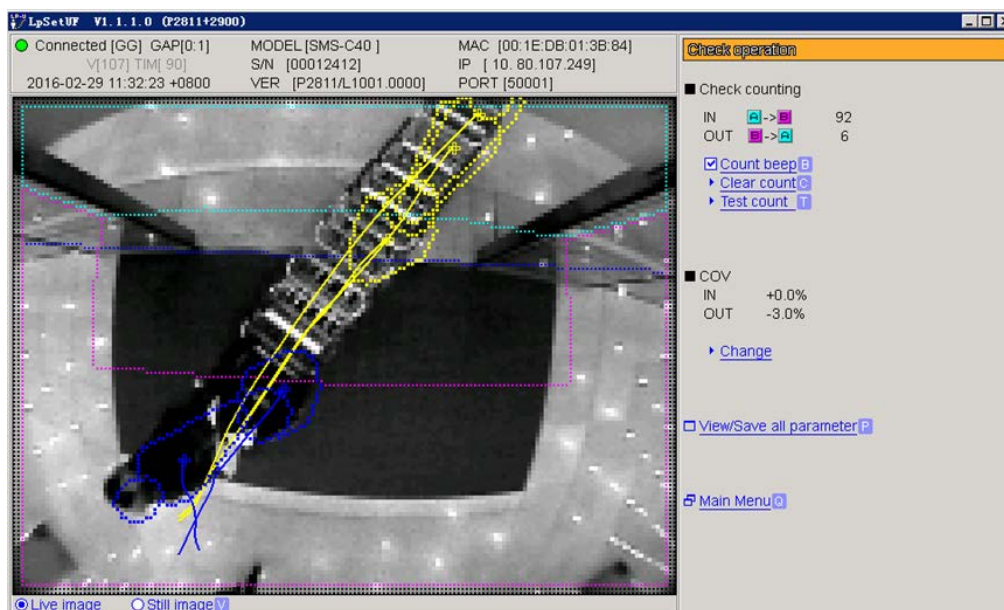 LpSetUF V1.1.1.0 (P2811+2900)
Connected [GG] GAP[0:1] MODEL [SMS-C40 ] MAC [00:1E:DB:01:3B:84]
V[107] TIM[ 90] S/N [00012412] IP [ 10. 80.107.249]
2016-02-29 11:32:23 +0800 VER [P2811/L1001.0000] PORT [50001]
Check operation
Check counting
IN A->B 92
OUT B->A 6
Count beep B
Clear count C
Test count T
COV
IN +0.0%
OUT -3.0%
Change
View/Save all parameter P
Main Menu Q
Live image Still image V